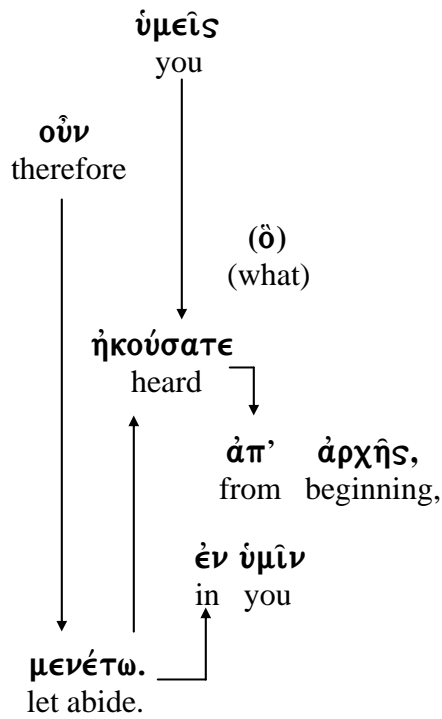 ὑμεῖς
you
οὖν
therefore
(ὃ)
(what)
ἠκούσατε
heard
ἀπ’ ἀρχῆς,
from beginning,
ἐν ὑμῖν
in you
μενέτω.
let abide.